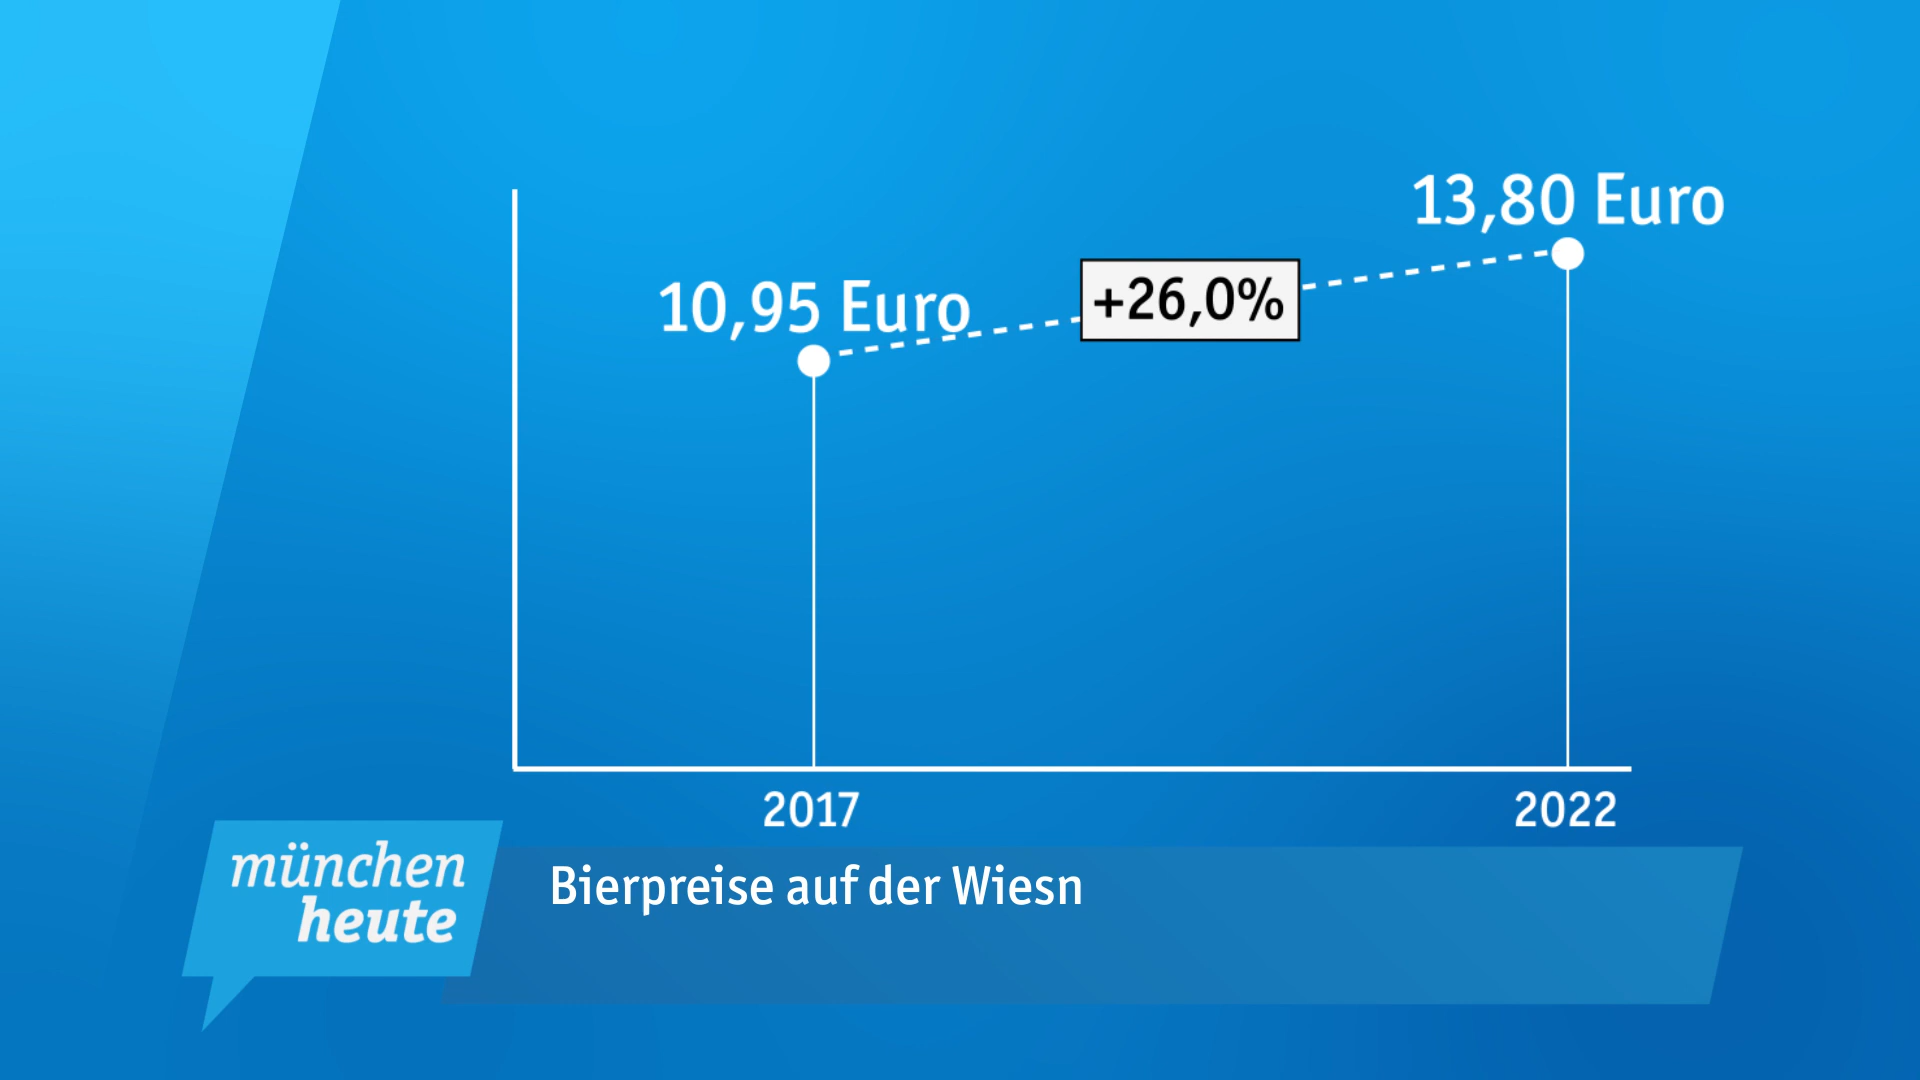 13,80 Euro
10,95 Euro
+26,0%
2017
2022
münchen
heute
Bierpreise auf der Wiesn